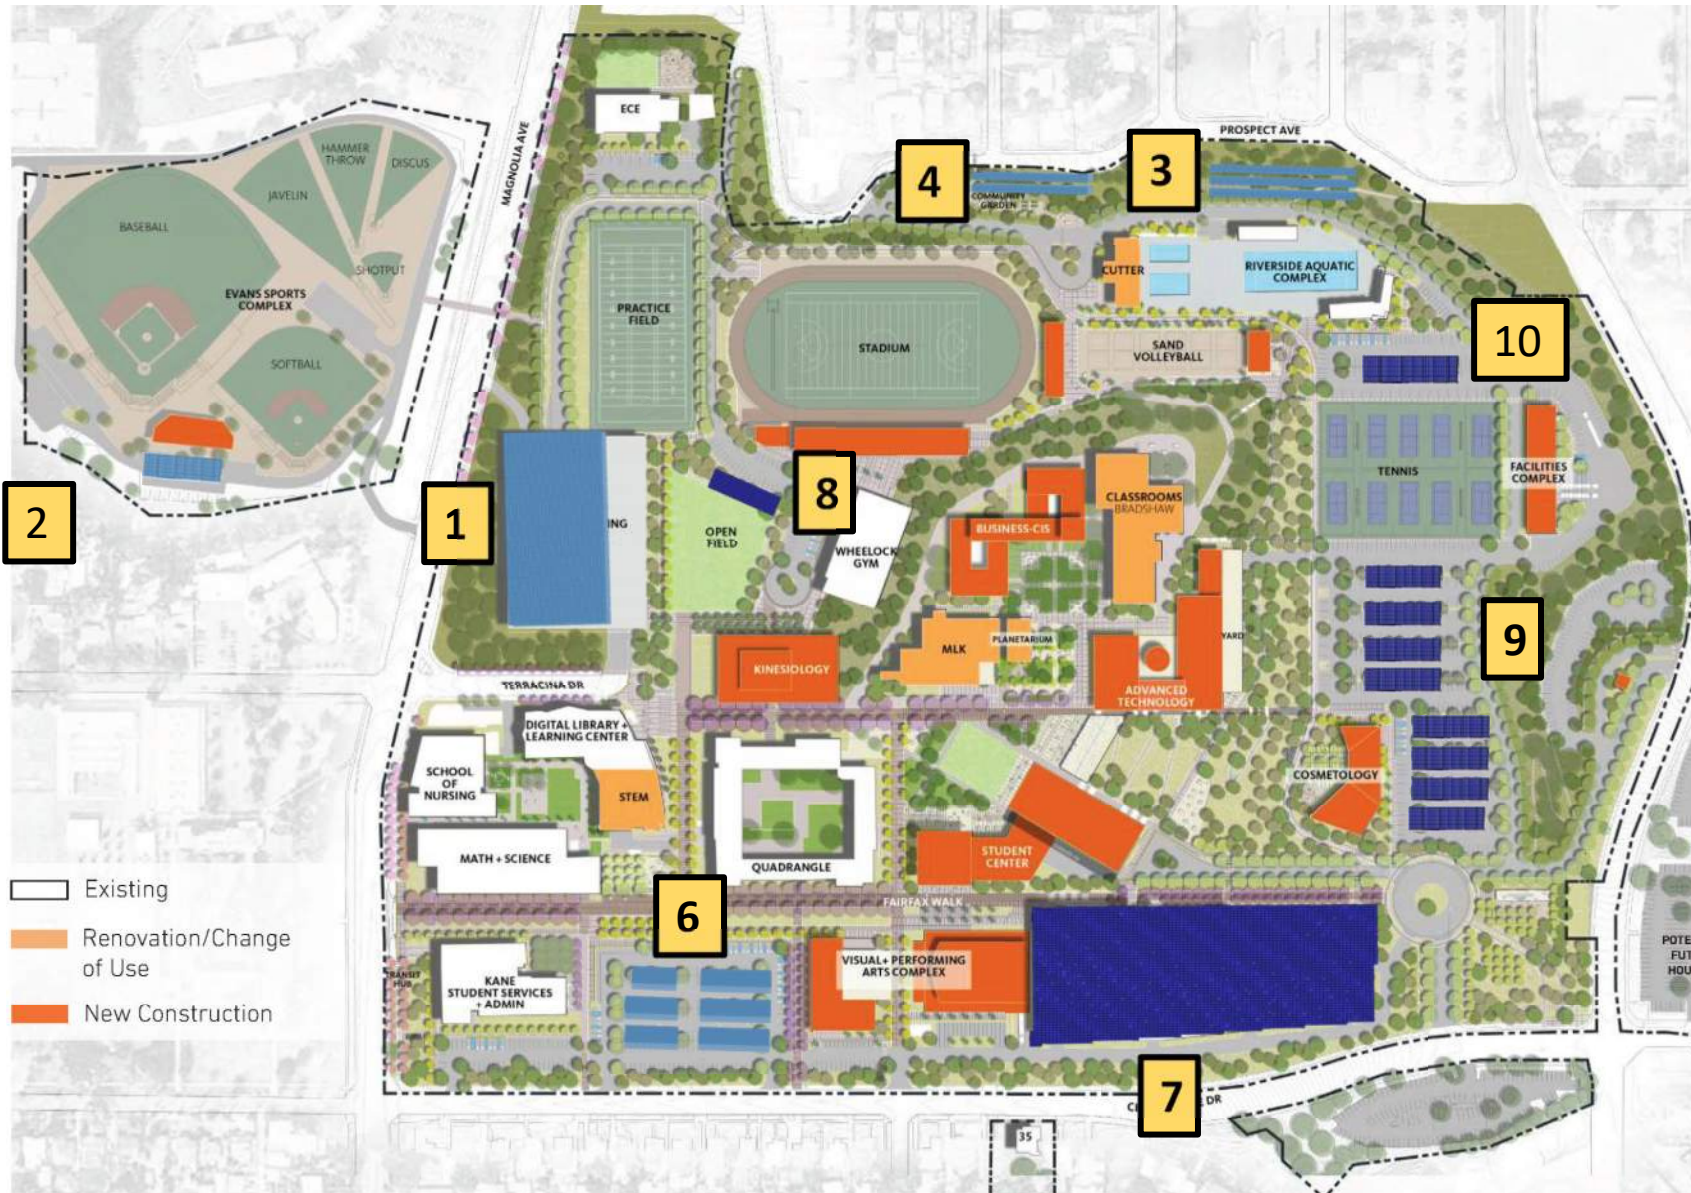 ECE
MAGNOLIA AVE
PROSPECT AVE
HAMMER
THROW
DISCUS
JAVELIN
BASEBALL
SHOTPUT
EVANS SPORTS
COMPLEX
SOFTBALL
4
3
COMMUNITY
GARDEN
CUTTER
RIVERSIDE AQUATIC
COMPLEX
PRACTICE
FIELD
STADIUM
SAND
VOLLEYBALL
10
2
1
8
ING
OPEN
FIELD
WHEELOCK
GYM
BUSINESS-CIS
CLASSROOMS
BRADSHAW
TENNIS
FACILITIES
COMPLEX
9
KINESIOLOGY
MLK
PLANETARIUM
YARD
ADVANCED
TECHNOLOGY
TERRACINA DR
DIGITAL LIBRARY +
LEARNING CENTER
SCHOOL
OF
NURSING
STEM
COSMETOLOGY
MATH + SCIENCE
QUADRANGLE
STUDENT
CENTER
6
FAIRFAX WALK
TRANSIT
HUB
KANE
STUDENT SERVICES
+ ADMIN
VISUAL + PERFORMING
ARTS COMPLEX
POTE
FUT
HOU
7
DR
35
Existing
Renovation/Change
of Use
New Construction